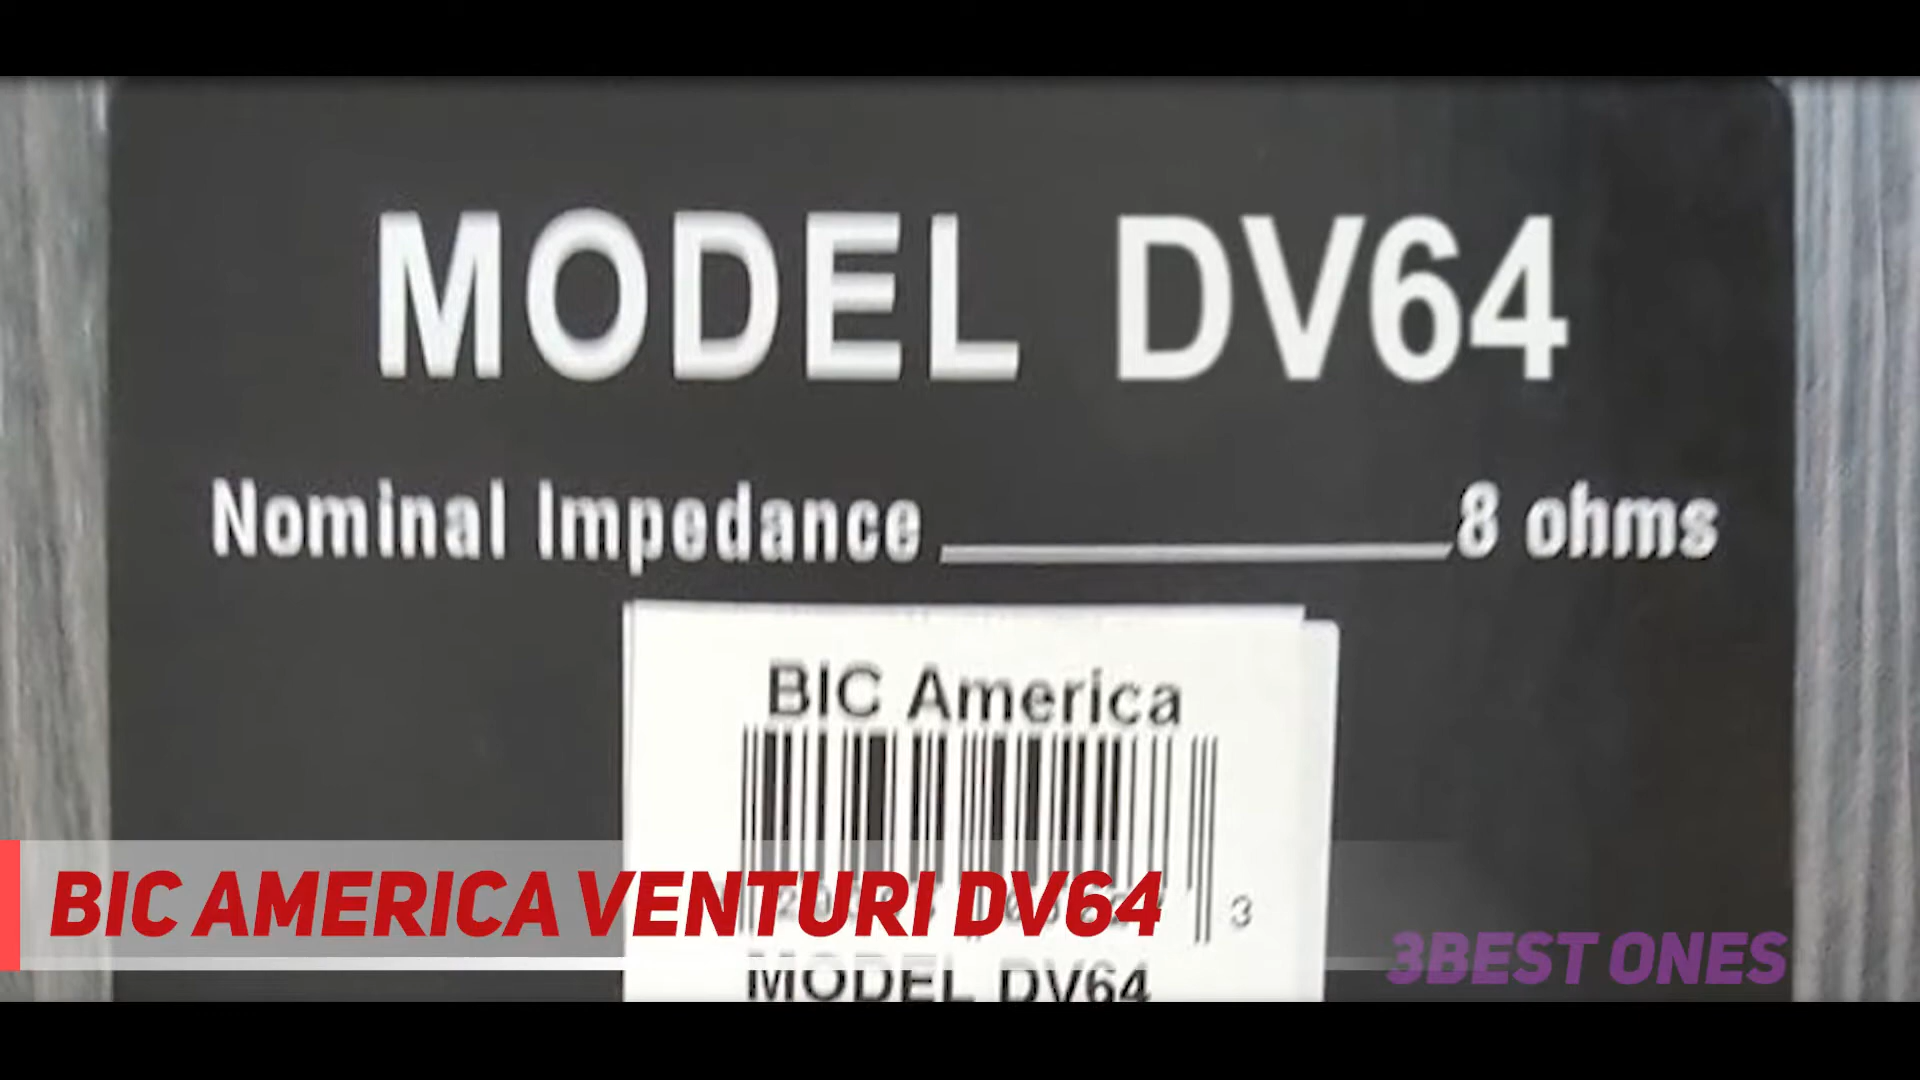 MODEL DV64
Nominal Impedance 8 ohms
BIC America
3
BIC AMERICA VENTURI DV64
3BEST ONES
MODEL DV64